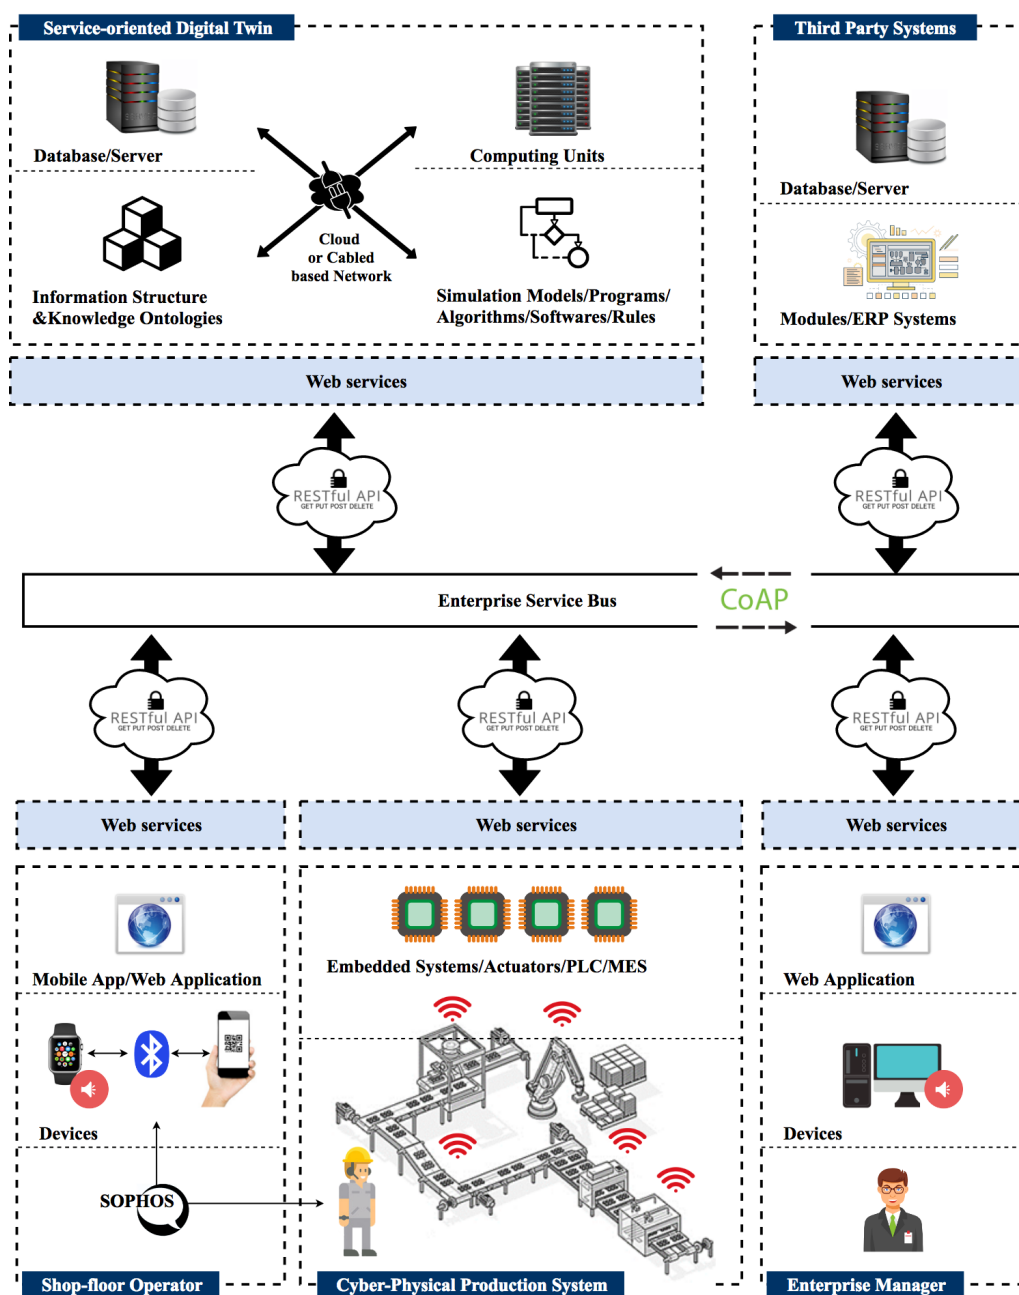 Service-oriented Digital Twin
Third Party Systems
Database/Server
Computing Units
Cloud
or Cabled
based Network
Information Structure
&Knowledge Ontologies
Simulation Models/Programs/
Algorithms/Softwares/Rules
Database/Server
Modules/ERP Systems
Web services
Web services
RESTful API
GET PUT POST DELETE
RESTful API
GET PUT POST DELETE
Enterprise Service Bus
CoAP
RESTful API
GET PUT POST DELETE
RESTful API
GET PUT POST DELETE
RESTful API
GET PUT POST DELETE
Web services
Web services
Web services
Mobile App/Web Application
Embedded Systems/Actuators/PLC/MES
Web Application
Devices
Devices
SOPHOS
Shop-floor Operator
Cyber-Physical Production System
Enterprise Manager